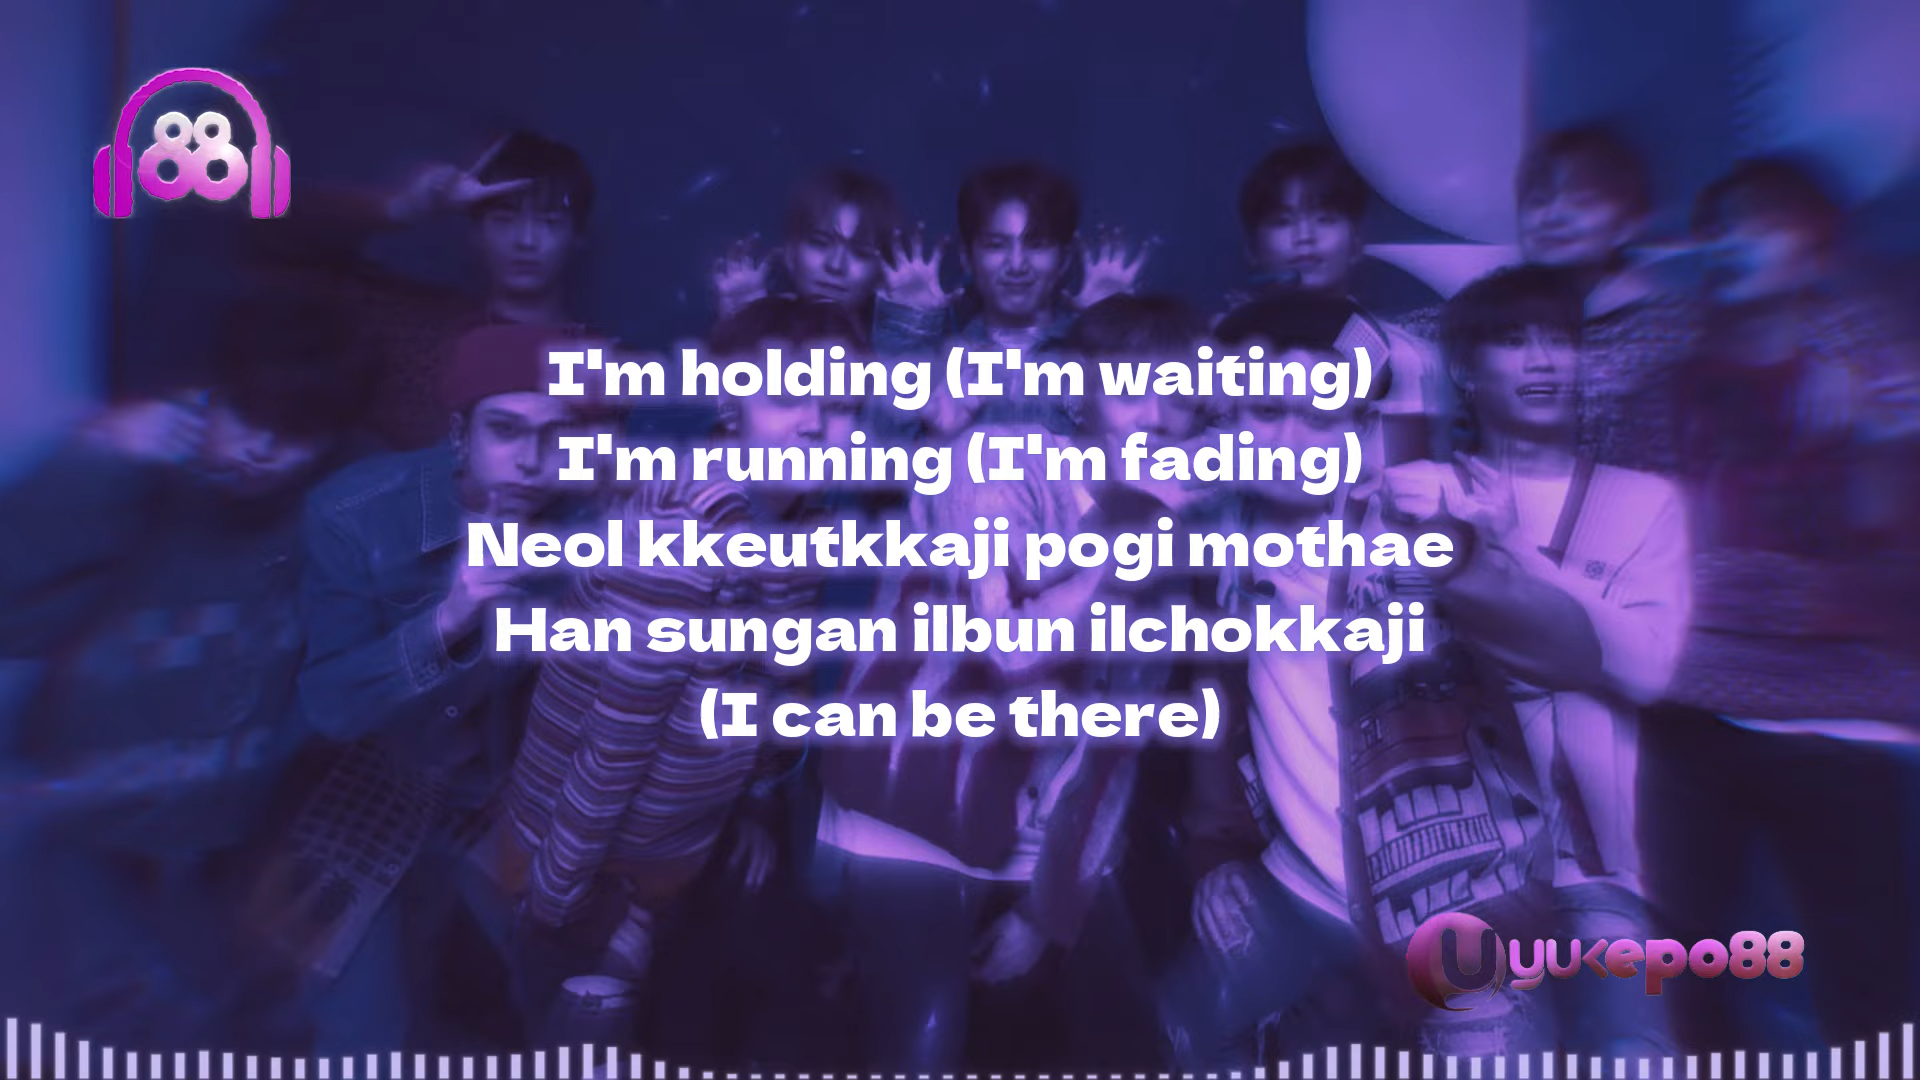 88
I'm holding (I'm waiting)
I'm running (I'm fading)
Neol kkeutkkaji pogi mothae
Han sungan ilbun ilchokkaji
(I can be there)
U yukepo88